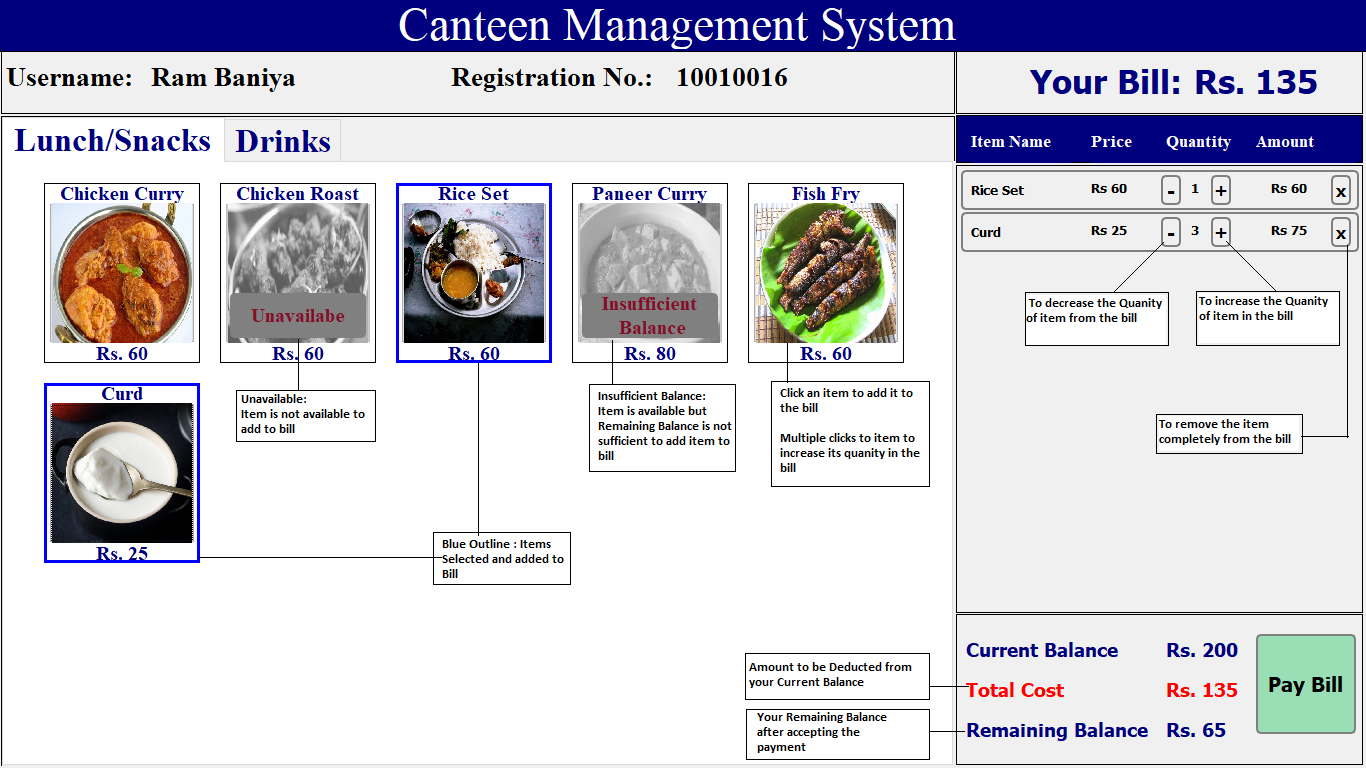 Canteen Management System
Username: Ram Baniya Registration No.: 10010016
Your Bill: Rs. 135
Lunch/Snacks Drinks
Item Name Price Quantity Amount
Rice Set Rs 60 - 1 + Rs 60 x
Curd Rs 25 - 3 + Rs 75 x
To decrease the Quanity
of item from the bill
To increase the Quanity
of item in the bill
To remove the item
completely from the bill
Chicken Curry
Rs. 60
Chicken Roast
Unavailabe
Rs. 60
Rice Set
Rs. 60
Paneer Curry
Insufficient
Balance
Rs. 80
Fish Fry
Rs. 60
Curd
Rs. 25
Unavailable:
Item is not available to
add to bill
Insufficient Balance:
Item is available but
Remaining Balance is not
sufficient to add item to
bill
Click an item to add it to
the bill
Multiple clicks to item to
increase its quanity in the
bill
Blue Outline : Items
Selected and added to
Bill
Amount to be Deducted from
your Current Balance
Your Remaining Balance
after accepting the
payment
Current Balance Rs. 200
Total Cost Rs. 135
Remaining Balance Rs. 65
Pay Bill